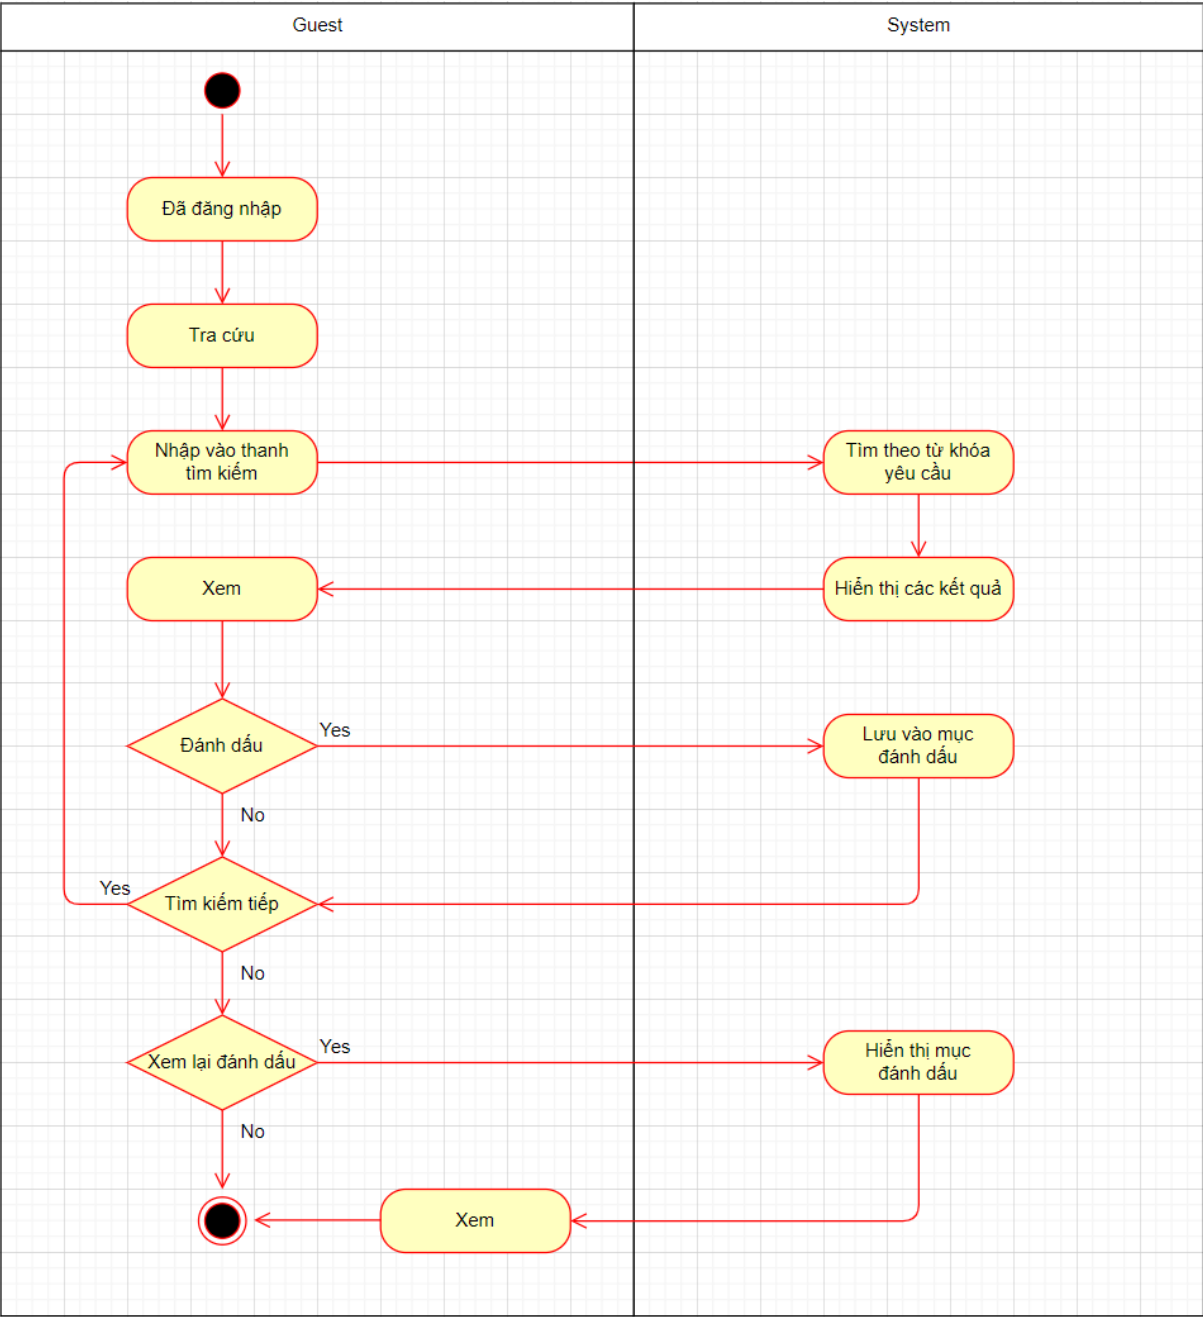 Guest
System
Đã đăng nhập
Tra cứu
Nhập vào thanh
tìm kiếm
Tìm theo từ khóa
yêu cầu
Xem
Hiển thị các kết quả
Đánh dấu
Yes
Lưu vào mục
đánh dấu
No
Yes
Tìm kiếm tiếp
No
Xem lại đánh dấu
Yes
Hiển thị mục
đánh dấu
No
Xem